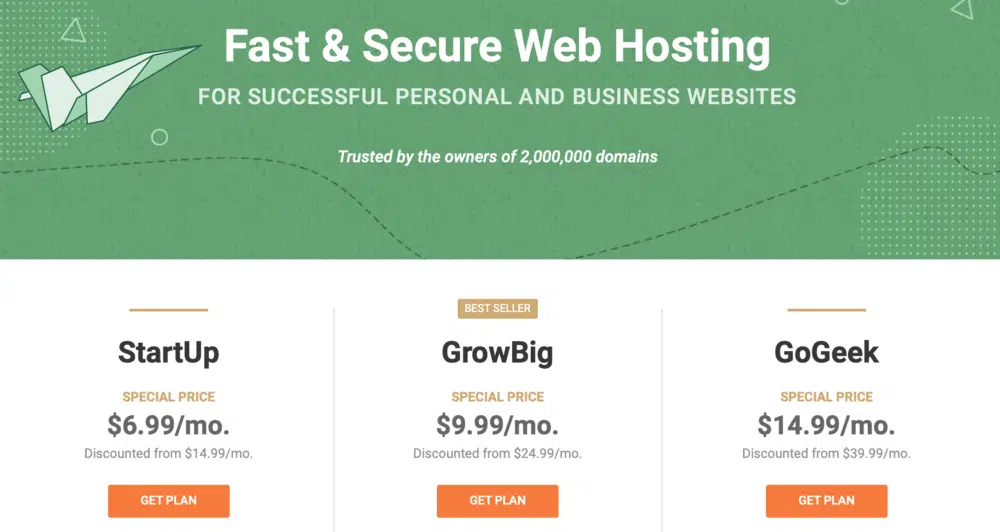 Fast & Secure Web Hosting
FOR SUCCESSFUL PERSONAL AND BUSINESS WEBSITES
Trusted by the owners of 2,000,000 domains
StartUp
SPECIAL PRICE
$6.99/mo.
Discounted from $14.99/mo.
GET PLAN
BEST SELLER
GrowBig
SPECIAL PRICE
$9.99/mo.
Discounted from $24.99/mo.
GET PLAN
GoGeek
SPECIAL PRICE
$14.99/mo.
Discounted from $39.99/mo.
GET PLAN